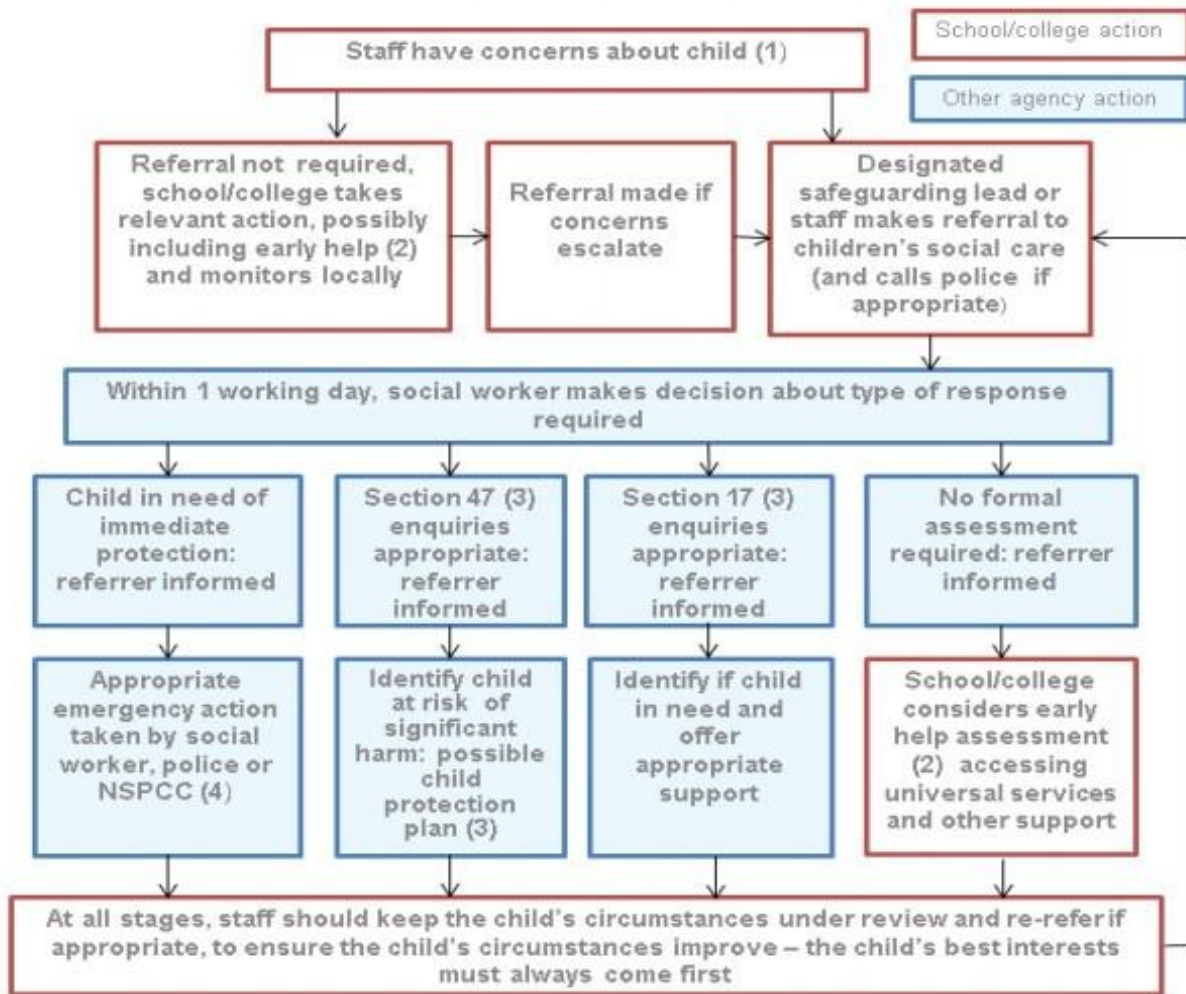 School/college action
Other agency action
Staff have concerns about child (1)
Referral not required,
school/college takes
relevant action, possibly
including early help (2)
and monitors locally
Referral made if
concerns
escalate
Designated
safeguarding lead or
staff makes referral to
children's social care
(and calls police if
appropriate)
Within 1 working day, social worker makes decision about type of response
required
Child in need of
immediate
protection:
referrer informed
Section 47 (3)
enquiries
appropriate:
referrer
informed
Section 17 (3)
enquiries
appropriate:
referrer
informed
No formal
assessment
required: referrer
informed
Appropriate
emergency action
taken by social
worker, police or
NSPCC (4)
Identify child
at risk of
significant
harm: possible
child
protection
plan (3)
Identify if child
in need and
offer
appropriate
support
School/college
considers early
help assessment
(2) accessing
universal services
and other support
At all stages, staff should keep the child's circumstances under review and re-refer if
appropriate, to ensure the child's circumstances improve – the child's best interests
must always come first